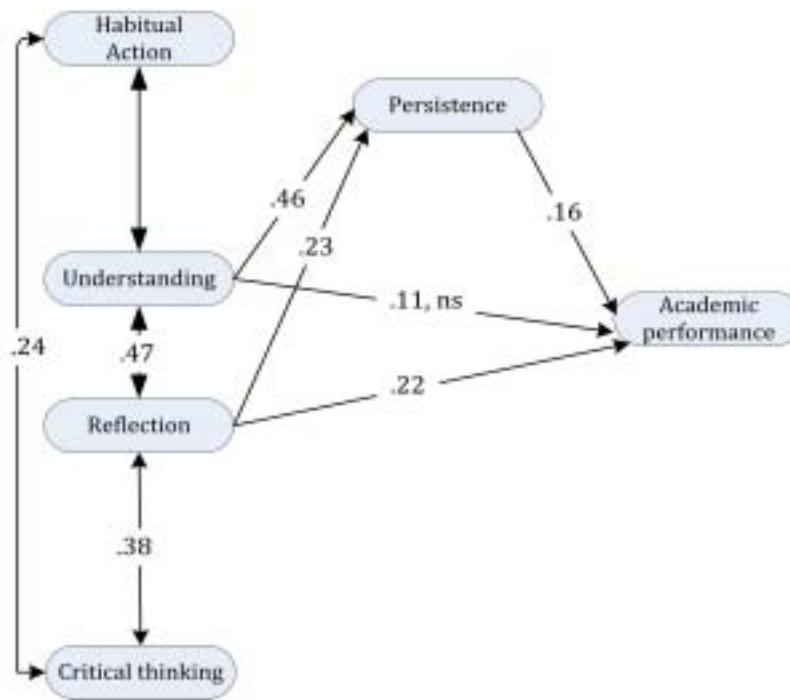 Habitual
Action
Persistence
.46
.16
.23
Understanding
.11, ns
Academic
performance
.24
.47
.22
Reflection
.38
Critical thinking